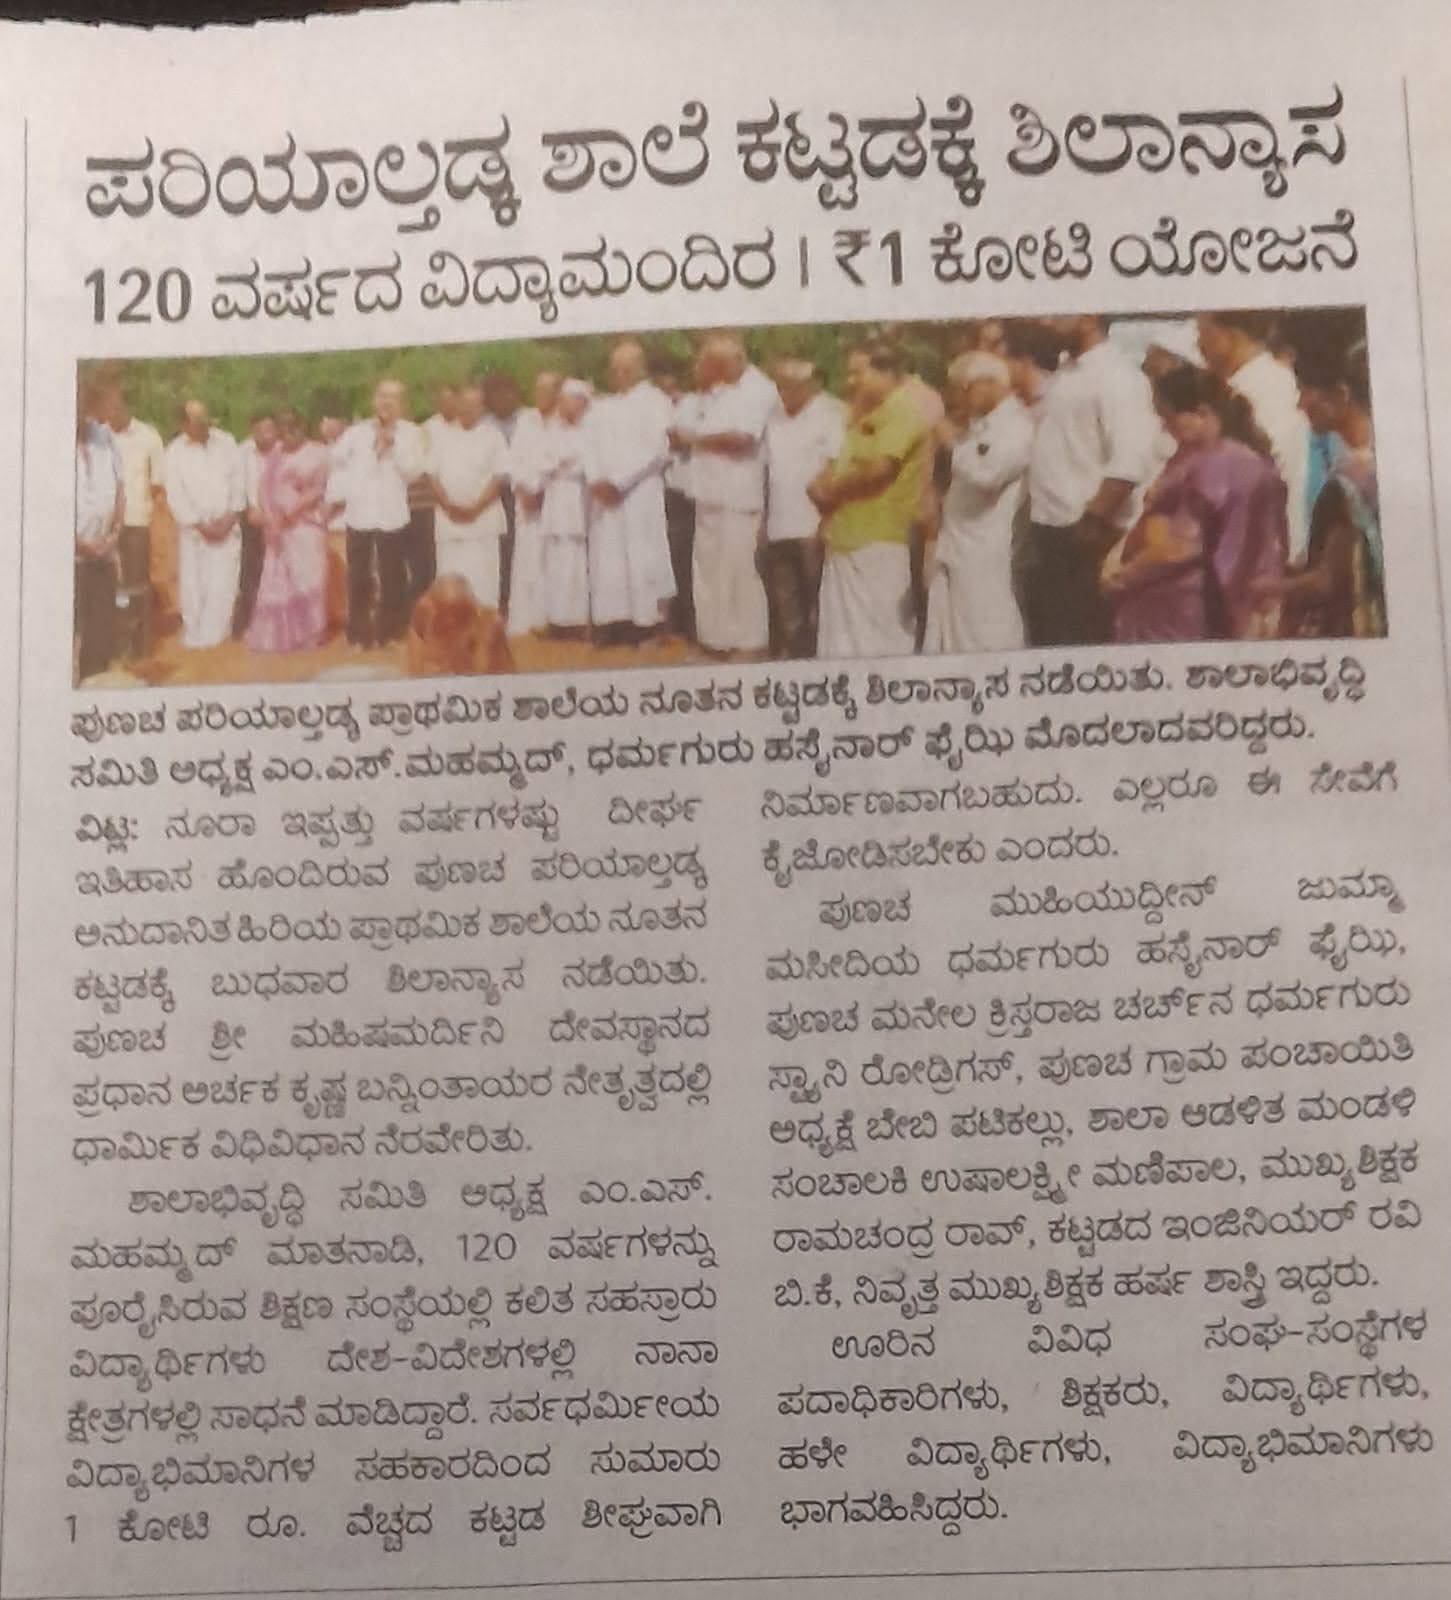 ಪರಿಯಾಲ್ತಡ್ಕ ಶಾಲೆ ಕಟ್ಟಡಕ್ಕೆ ಶಿಲಾನ್ಯಾಸ
120 ವರ್ಷದ ವಿದ್ಯಾಮಂದಿರ | ₹1 ಕೋಟಿ ಯೋಜನೆ
ಪುಣಚ ಪರಿಯಾಲ್ತಡ್ಕ ಪ್ರಾಥಮಿಕ ಶಾಲೆಯ ನೂತನ ಕಟ್ಟಡಕ್ಕೆ ಶಿಲಾನ್ಯಾಸ ನಡೆಯಿತು. ಶಾಲಾಭಿವೃದ್ಧಿ
ಸಮಿತಿ ಅಧ್ಯಕ್ಷ ಎಂ.ಎಸ್.ಮಹಮ್ಮದ್, ಧರ್ಮಗುರು ಹಸೈನಾರ್ ಫೈಝಿ ಮೊದಲಾದವರಿದ್ದರು.
ವಿಟ್ಲ: ನೂರಾ ಇಪ್ಪತ್ತು ವರ್ಷಗಳಷ್ಟು ದೀರ್ಘ
ಇತಿಹಾಸ ಹೊಂದಿರುವ ಪುಣಚ ಪರಿಯಾಲ್ತಡ್ಕ
ಅನುದಾನಿತ ಹಿರಿಯ ಪ್ರಾಥಮಿಕ ಶಾಲೆಯ ನೂತನ
ಕಟ್ಟಡಕ್ಕೆ ಬುಧವಾರ ಶಿಲಾನ್ಯಾಸ ನಡೆಯಿತು.
ಪುಣಚ ಶ್ರೀ ಮಹಿಷಮರ್ದಿನಿ ದೇವಸ್ಥಾನದ
ಪ್ರಧಾನ ಅರ್ಚಕ ಕೃಷ್ಣ ಬನ್ನಿಂತಾಯರ ನೇತೃತ್ವದಲ್ಲಿ
ಧಾರ್ಮಿಕ ವಿಧಿವಿಧಾನ ನೆರವೇರಿತು.
ಶಾಲಾಭಿವೃದ್ಧಿ ಸಮಿತಿ ಅಧ್ಯಕ್ಷ ಎಂ.ಎಸ್.
ಮಹಮ್ಮದ್ ಮಾತನಾಡಿ, 120 ವರ್ಷಗಳನ್ನು
ಪೂರೈಸಿರುವ ಶಿಕ್ಷಣ ಸಂಸ್ಥೆಯಲ್ಲಿ ಕಲಿತ ಸಹಸ್ರಾರು
ವಿದ್ಯಾರ್ಥಿಗಳು ದೇಶ-ವಿದೇಶಗಳಲ್ಲಿ ನಾನಾ
ಕ್ಷೇತ್ರಗಳಲ್ಲಿ ಸಾಧನೆ ಮಾಡಿದ್ದಾರೆ. ಸರ್ವಧರ್ಮೀಯ
ವಿದ್ಯಾಭಿಮಾನಿಗಳ ಸಹಕಾರದಿಂದ ಸುಮಾರು
1 ಕೋಟಿ ರೂ. ವೆಚ್ಚದ ಕಟ್ಟಡ ಶೀಘ್ರವಾಗಿ
ನಿರ್ಮಾಣವಾಗಬಹುದು. ಎಲ್ಲರೂ ಈ ಸೇವೆಗೆ
ಕೈಜೋಡಿಸಬೇಕು ಎಂದರು.
ಪುಣಚ ಮುಹಿಯುದ್ದೀನ್ ಜುಮ್ಮಾ
ಮಸೀದಿಯ ಧರ್ಮಗುರು ಹಸೈನಾರ್ ಫೈಝಿ,
ಪುಣಚ ಮನೇಲ ಕ್ರಿಸ್ತರಾಜ ಚರ್ಚ್‌ನ ಧರ್ಮಗುರು
ಸ್ಟ್ಯಾನಿ ರೋಡ್ರಿಗಸ್, ಪುಣಚ ಗ್ರಾಮ ಪಂಚಾಯಿತಿ
ಅಧ್ಯಕ್ಷೆ ಬೇಬಿ ಪಟಿಕಲ್ಲು, ಶಾಲಾ ಆಡಳಿತ ಮಂಡಳಿ
ಸಂಚಾಲಕಿ ಉಷಾಲಕ್ಷ್ಮೀ ಮಣಿಪಾಲ, ಮುಖ್ಯಶಿಕ್ಷಕ
ರಾಮಚಂದ್ರ ರಾವ್, ಕಟ್ಟಡದ ಇಂಜಿನಿಯರ್ ರವಿ
ಬಿ.ಕೆ, ನಿವೃತ್ತ ಮುಖ್ಯಶಿಕ್ಷಕ ಹರ್ಷ ಶಾಸ್ತ್ರಿ ಇದ್ದರು.
ಊರಿನ ವಿವಿಧ ಸಂಘ-ಸಂಸ್ಥೆಗಳ
ಪದಾಧಿಕಾರಿಗಳು, ಶಿಕ್ಷಕರು, ವಿದ್ಯಾರ್ಥಿಗಳು,
ಹಳೇ ವಿದ್ಯಾರ್ಥಿಗಳು, ವಿದ್ಯಾಭಿಮಾನಿಗಳು
ಭಾಗವಹಿಸಿದ್ದರು.